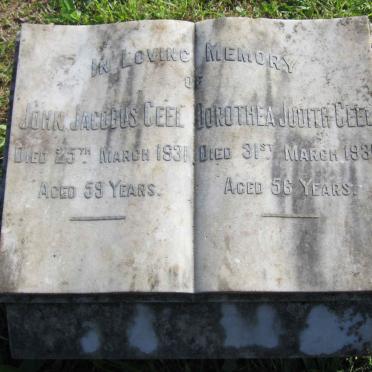 IN LOVING MEMORY
OF
JOHN JACOBUS GEEL
DIED 25TH MARCH 1931
AGED 59 YEARS.
DOROTHEA JUDITH GEEL
DIED 31ST MARCH
AGED 56 YEARS.